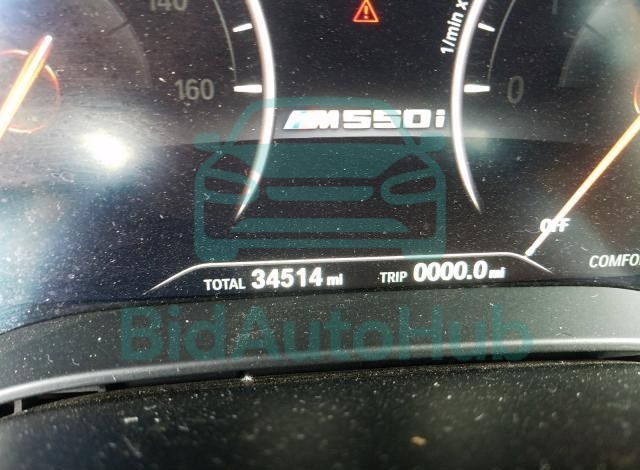 140
1/min x
160
0
M550i
OFF
COMFO
TOTAL 34514 mi TRIP 0000.0 mi
BidAutoHub